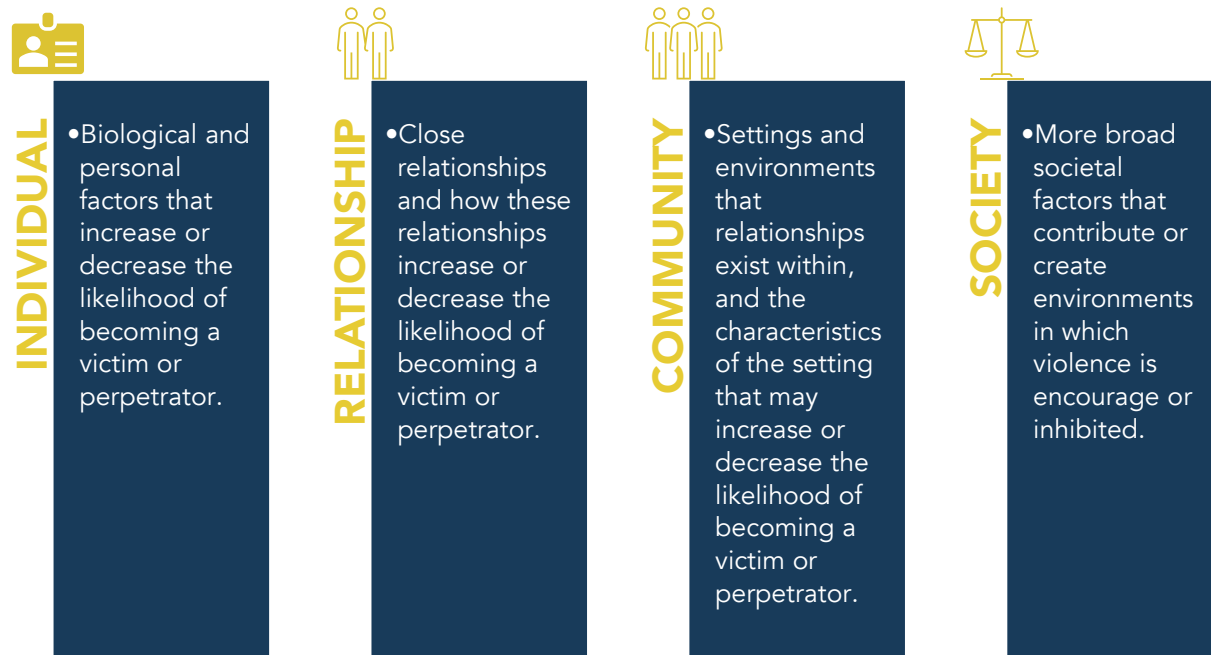 INDIVIDUAL
•Biological and
personal
factors that
increase or
decrease the
likelihood of
becoming a
victim or
perpetrator.
RELATIONSHIP
•Close
relationships
and how these
relationships
increase or
decrease the
likelihood of
becoming a
victim or
perpetrator.
COMMUNITY
•Settings and
environments
that
relationships
exist within,
and the
characteristics
of the setting
that may
increase or
decrease the
likelihood of
becoming a
victim or
perpetrator.
SOCIETY
•More broad
societal
factors that
contribute or
create
environments
in which
violence is
encourage or
inhibited.